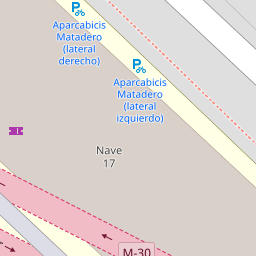 P
Aparcabicis
Matadero
(lateral
derecho)
P
Aparcabicis
Matadero
(lateral
izquierdo)
Nave
17
M-30